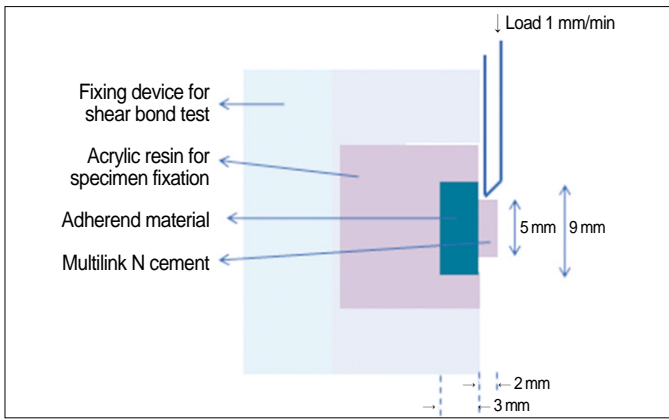 ↓ Load 1 mm/min
Fixing device for
shear bond test
Acrylic resin for
specimen fixation
Adherend material
Multilink N cement
5 mm
9 mm
→ ← 2 mm
→ ← 3 mm